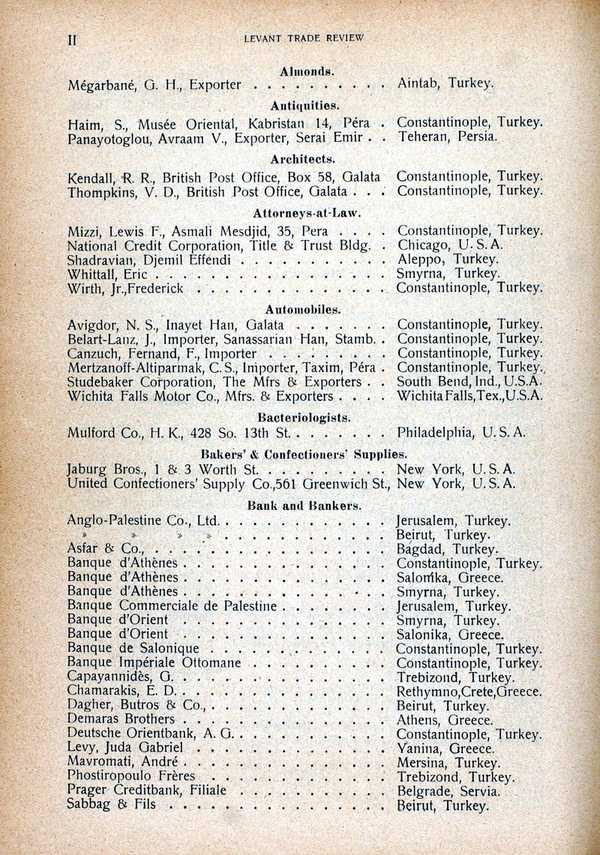 II
LEVANT TRADE REVIEW
Almonds.
Mégarbané, G. H., Exporter . . . . . . . . . . Aintab, Turkey.
Antiquities.
Haim, S., Musée Oriental, Kabristan 14, Péra . Constantinople, Turkey.
Panayotoglou, Avraam V., Exporter, Serai Emir . . Teheran, Persia.
Architects.
Kendall, R. R., British Post Office, Box 58, Galata Constantinople, Turkey.
Thompkins, V. D., British Post Office, Galata . . . Constantinople, Turkey.
Attorneys-at-Law.
Mizzi, Lewis F., Asmali Mesdjid, 35, Pera . . . . Constantinople, Turkey.
National Credit Corporation, Title & Trust Bldg. . Chicago, U. S. A.
Shadravian, Djemil Effendi . . . . . . . . . . Aleppo, Turkey.
Whittall, Eric . . . . . . . . . . . . . . . . Smyrna, Turkey.
Wirth, Jr.,Frederick . . . . . . . . . . . . . Constantinople, Turkey.
Automobiles.
Avigdor, N. S., Inayet Han, Galata . . . . . . . Constantinople, Turkey.
Belart-Lanz, J., Importer, Sanassarian Han, Stamb. . Constantinople, Turkey.
Canzuch, Fernand, F., Importer . . . . . . . . . Constantinople, Turkey.
Mertzanoff-Altiparmak, C. S., Importer, Taxim, Péra . Constantinople, Turkey.
Studebaker Corporation, The Mfrs & Exporters . . South Bend, Ind., U.S.A.
Wichita Falls Motor Co., Mfrs. & Exporters . . . . Wichita Falls,Tex.,U.S.A.
Bacteriologists.
Mulford Co., H. K., 428 So. 13th St. . . . . . . . Philadelphia, U. S. A.
Bakers' & Confectioners' Supplies.
Jaburg Bros., 1 & 3 Worth St. . . . . . . . . . New York, U. S. A.
United Confectioners' Supply Co.,561 Greenwich St., New York, U. S. A.
Bank and Bankers.
Anglo-Palestine Co., Ltd. . . . . . . . . . . . Jerusalem, Turkey.
» » » » . . . . . . . . . . . . Beirut, Turkey.
Asfar & Co., . . . . . . . . . . . . . . . . Bagdad, Turkey.
Banque d'Athènes . . . . . . . . . . . . . . Constantinople, Turkey.
Banque d'Athènes . . . . . . . . . . . . . . Salonika, Greece.
Banque d'Athènes . . . . . . . . . . . . . . Smyrna, Turkey.
Banque Commerciale de Palestine . . . . . . . . Jerusalem, Turkey.
Banque d'Orient . . . . . . . . . . . . . . Smyrna, Turkey.
Banque d'Orient . . . . . . . . . . . . . . Salonika, Greece.
Banque de Salonique . . . . . . . . . . . . Constantinople, Turkey.
Banque Impériale Ottomane . . . . . . . . . . Constantinople, Turkey.
Capayannidès, G. . . . . . . . . . . . . . . Trebizond, Turkey.
Chamarakis, E. D. . . . . . . . . . . . . . . Rethymno,Crete,Greece.
Dagher, Butros & Co., . . . . . . . . . . . . Beirut, Turkey.
Demaras Brothers . . . . . . . . . . . . . . Athens, Greece.
Deutsche Orientbank, A. G. . . . . . . . . . . Constantinople, Turkey.
Levy, Juda Gabriel . . . . . . . . . . . . . Yanina, Greece.
Mavromati, André . . . . . . . . . . . . . . Mersina, Turkey.
Phostiropoulo Frères . . . . . . . . . . . . Trebizond, Turkey.
Prager Creditbank, Filiale . . . . . . . . . . Belgrade, Servia.
Sabbag & Fils . . . . . . . . . . . . . . . Beirut, Turkey.